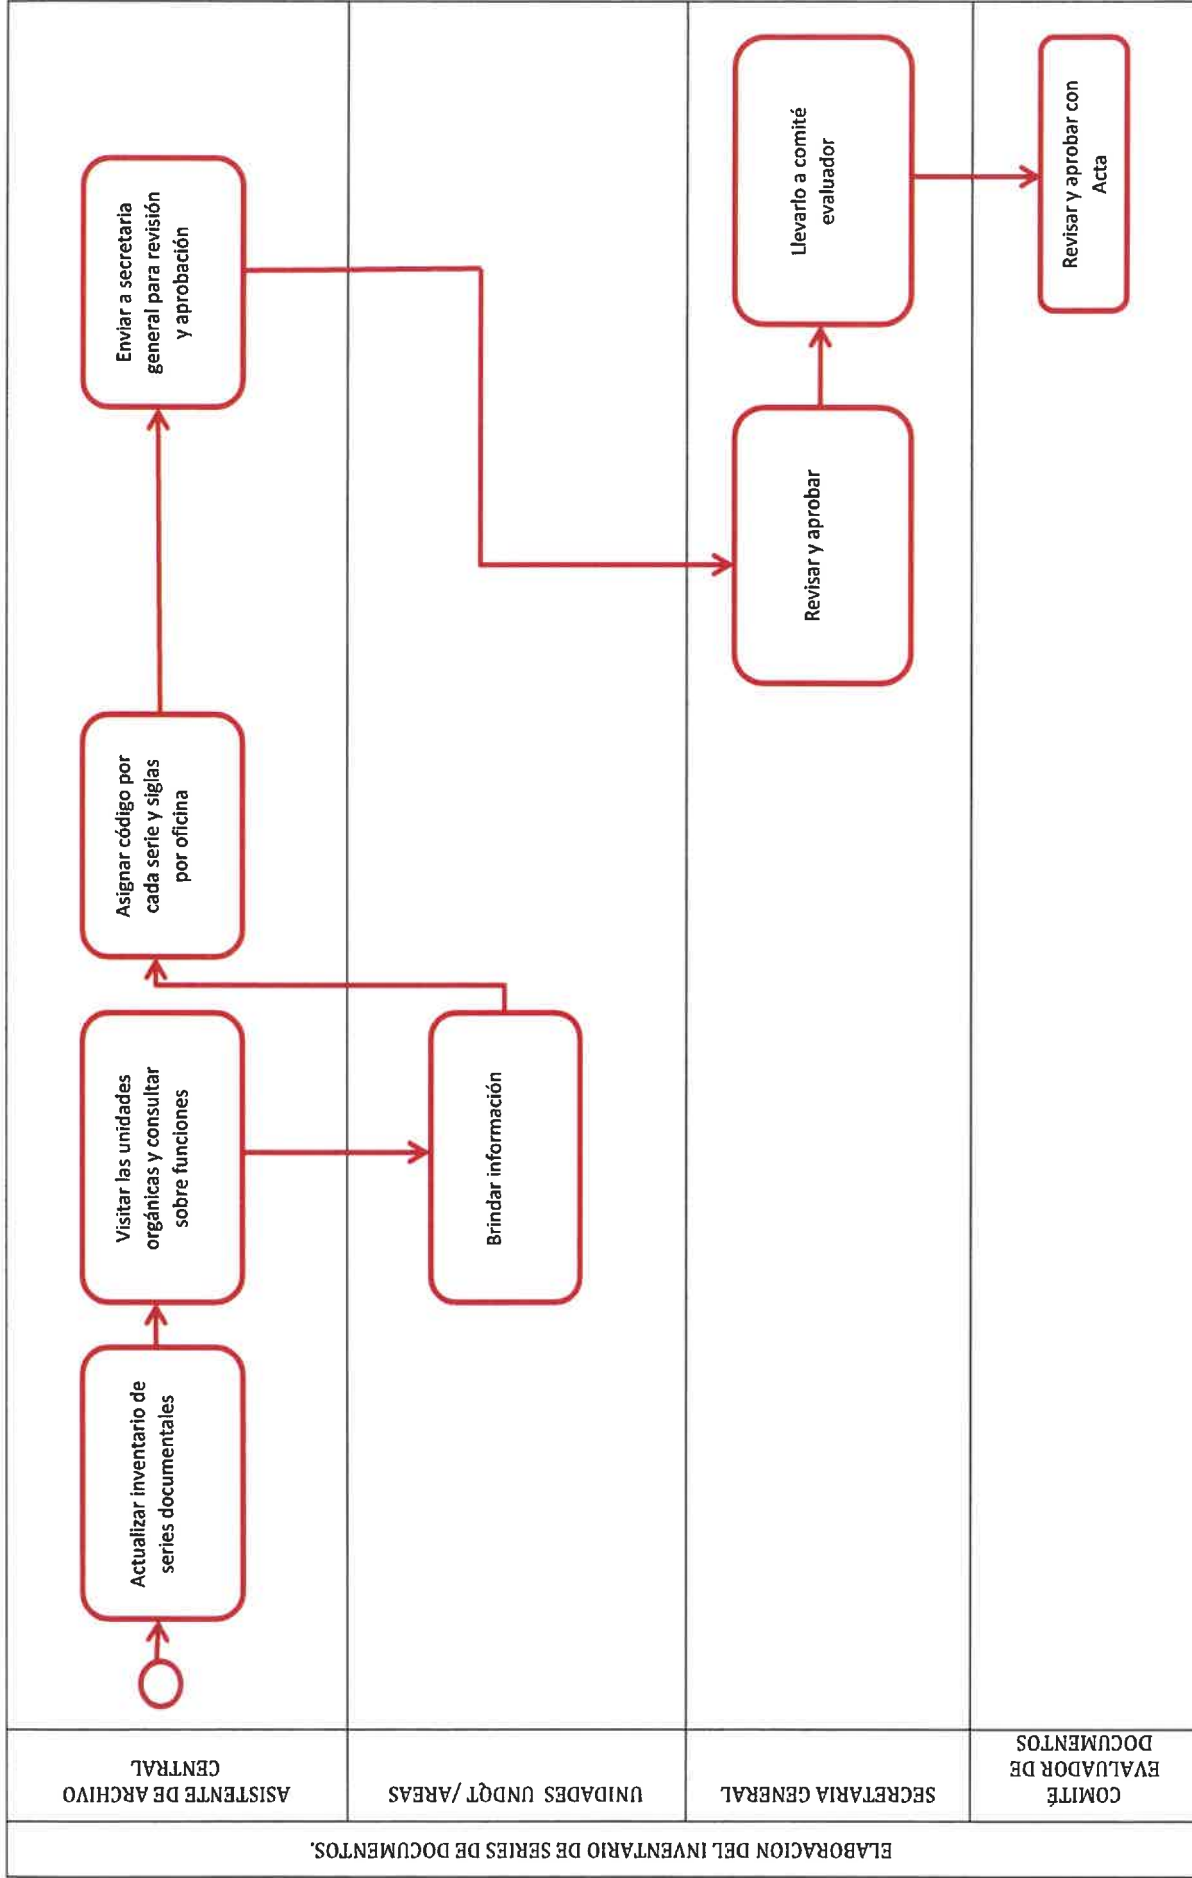 ELABORACION DEL INVENTARIO DE SERIES DE DOCUMENTOS.
ASISTENTE DE ARCHIVO
CENTRAL
Actualizar inventario de
series documentales
Visitar las unidades
orgánicas y consultar
sobre funciones
Asignar código por
cada serie y siglas
por oficina
Enviar a secretaria
general para revisión
y aprobación
UNIDADES UNDQT / AREAS
Brindar información
SECRETARIA GENERAL
Revisar y aprobar
Llevarlo a comité
evaluador
COMITÉ
EVALUADOR DE
DOCUMENTOS
Revisar y aprobar con
Acta